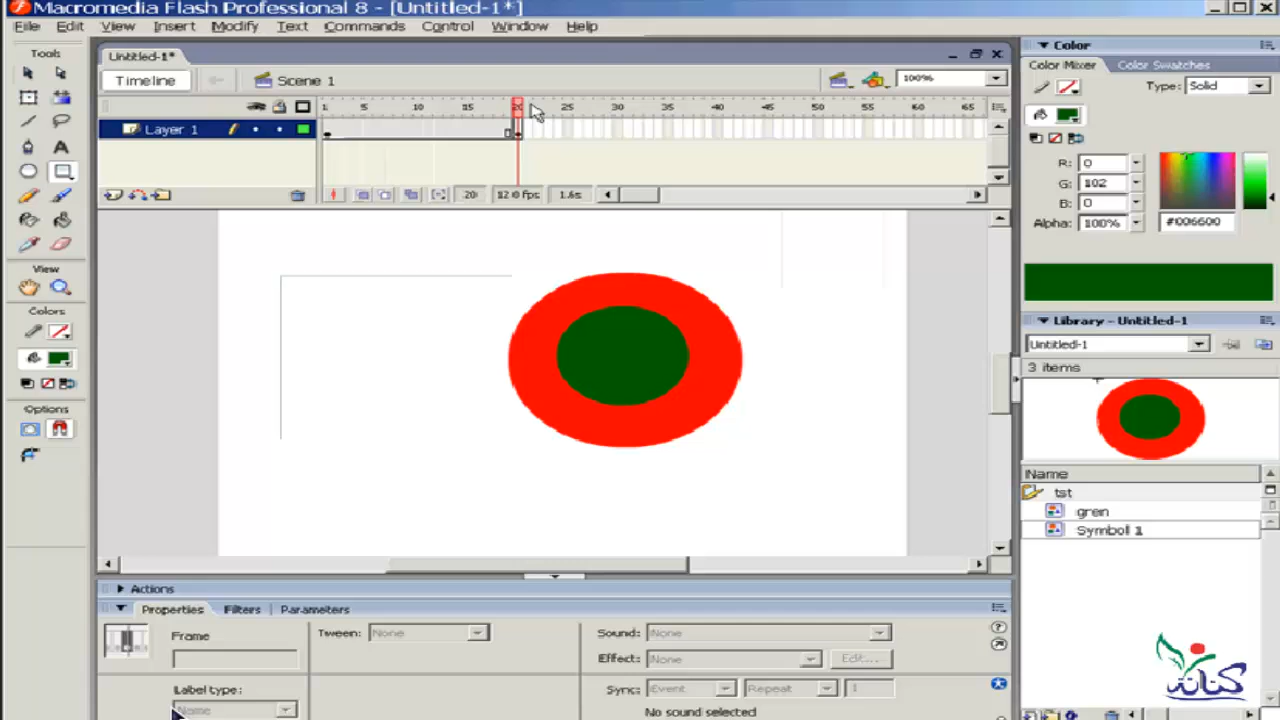 Macromedia Flash Professional 8 - [Untitled-1*]
File Edit View Insert Modify Text Commands Control Window Help
Tools
View
Colors
Options
Untitled-1*
Timeline
Scene 1
100%
1 5 10 15 20 25 30 35 40 45 50 55 60 65
Layer 1
20 12.0 fps 1.6s
Actions
Properties Filters Parameters
Frame
Label type:
Name
Tween: None
Sound: None
Effect: None Edit...
Sync: Event Repeat 1
No sound selected
Color
Color Mixer Color Swatches
Type: Solid
R: 0
G: 102
B: 0
Alpha: 100% #006600
Library - Untitled-1
Untitled-1
3 items
Name
tst
gren
Symbol 1
كنانة